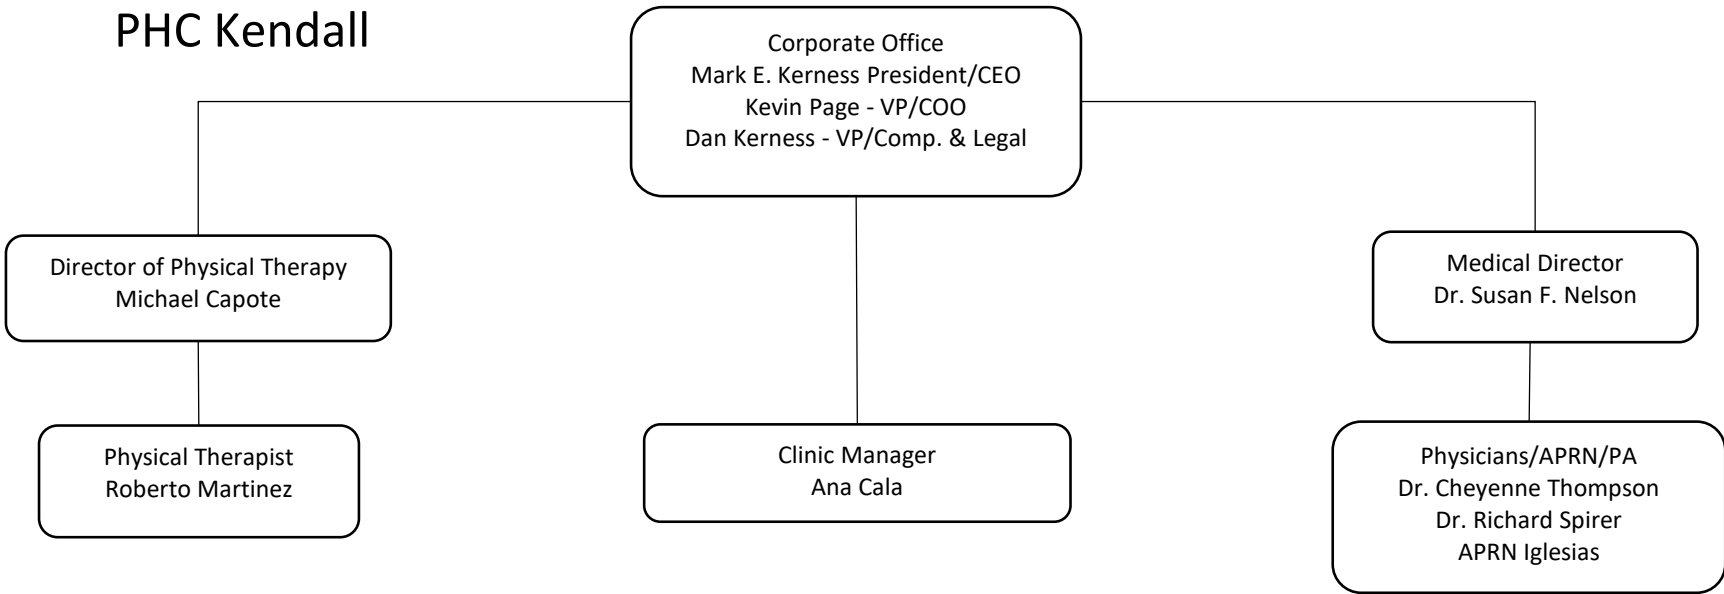 PHC Kendall
Corporate Office
Mark E. Kerness President/CEO
Kevin Page - VP/COO
Dan Kerness - VP/Comp. & Legal
Director of Physical Therapy
Michael Capote
Medical Director
Dr. Susan F. Nelson
Physical Therapist
Roberto Martinez
Clinic Manager
Ana Cala
Physicians/APRN/PA
Dr. Cheyenne Thompson
Dr. Richard Spirer
APRN Iglesias